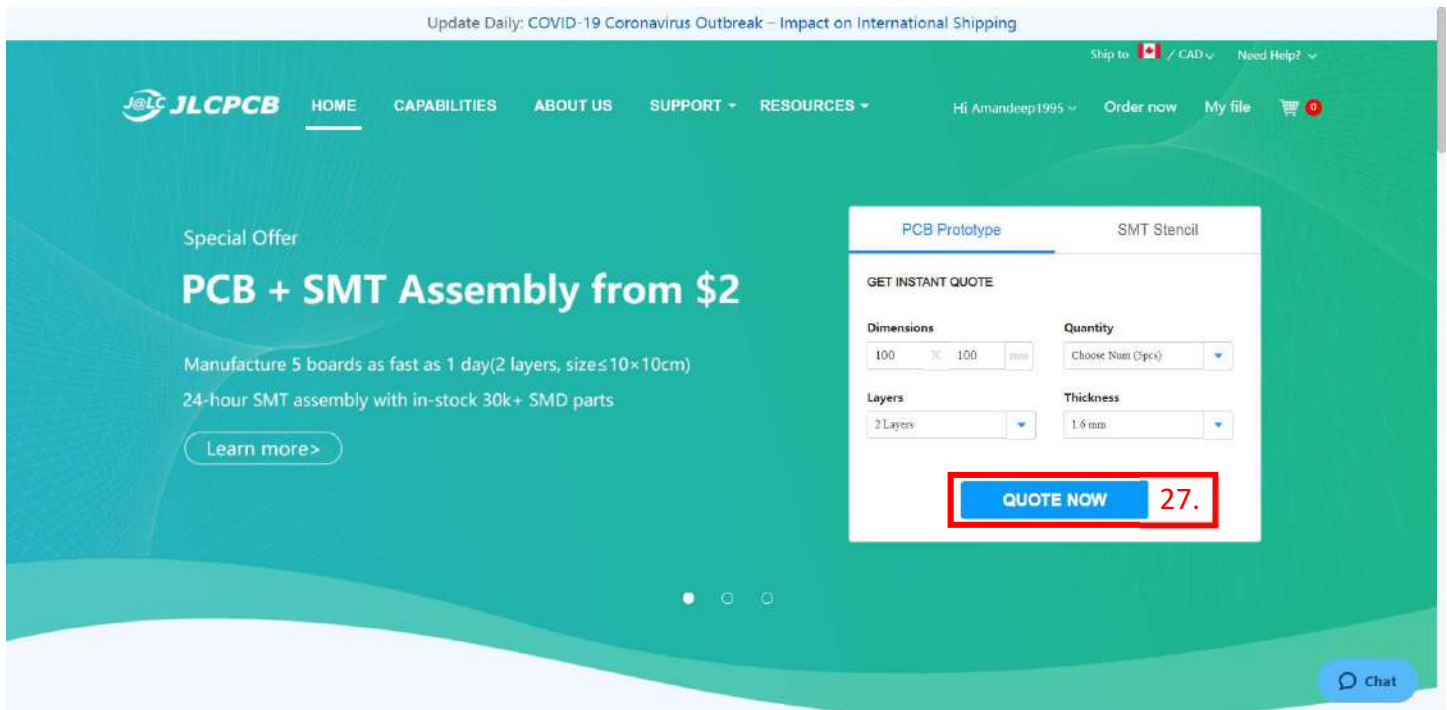 Update Daily: COVID-19 Coronavirus Outbreak – Impact on International Shipping
Ship to / CAD Need Help?
J@LC JLCPCB HOME CAPABILITIES ABOUT US SUPPORT RESOURCES Hi Amandeep1995 Order now My file 0
Special Offer
PCB + SMT Assembly from $2
Manufacture 5 boards as fast as 1 day(2 layers, size≤10×10cm)
24-hour SMT assembly with in-stock 30k+ SMD parts
Learn more>
PCB Prototype SMT Stencil
GET INSTANT QUOTE
Dimensions Quantity
100 X 100 mm Choose Num (5pcs)
Layers Thickness
2 Layers 1.6 mm
QUOTE NOW 27.
Chat